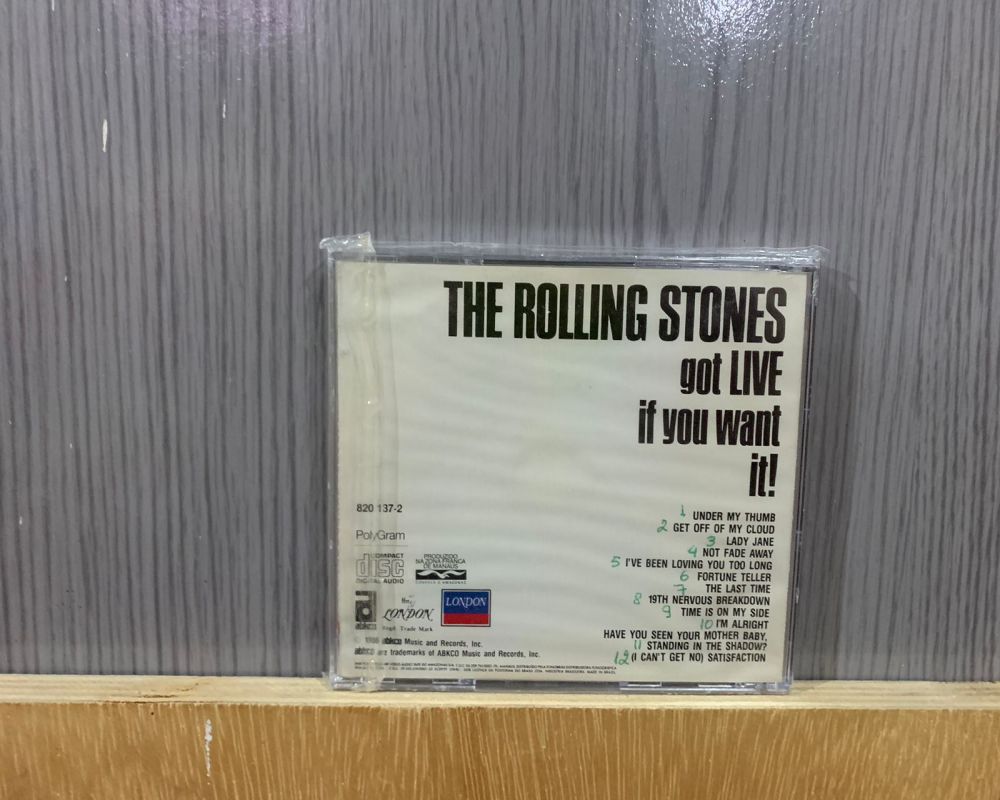 THE ROLLING STONES
got LIVE
if you want
it!
820 137-2
PolyGram
COMPACT
disc
DIGITAL AUDIO
PRODUZIDO
NA ZONA FRANCA
DE MANAUS
CONHEÇA O AMAZONAS
abkco
LONDON
Regd. Trade Mark
LONDON
© 1986 abkco Music and Records, Inc.
abkco are trademarks of ABKCO Music and Records, Inc.
1 UNDER MY THUMB
2 GET OFF OF MY CLOUD
3 LADY JANE
4 NOT FADE AWAY
5 I'VE BEEN LOVING YOU TOO LONG
6 FORTUNE TELLER
7 THE LAST TIME
8 19TH NERVOUS BREAKDOWN
9 TIME IS ON MY SIDE
10 I'M ALRIGHT
HAVE YOU SEEN YOUR MOTHER BABY,
11 STANDING IN THE SHADOW?
12 (I CAN'T GET NO) SATISFACTION